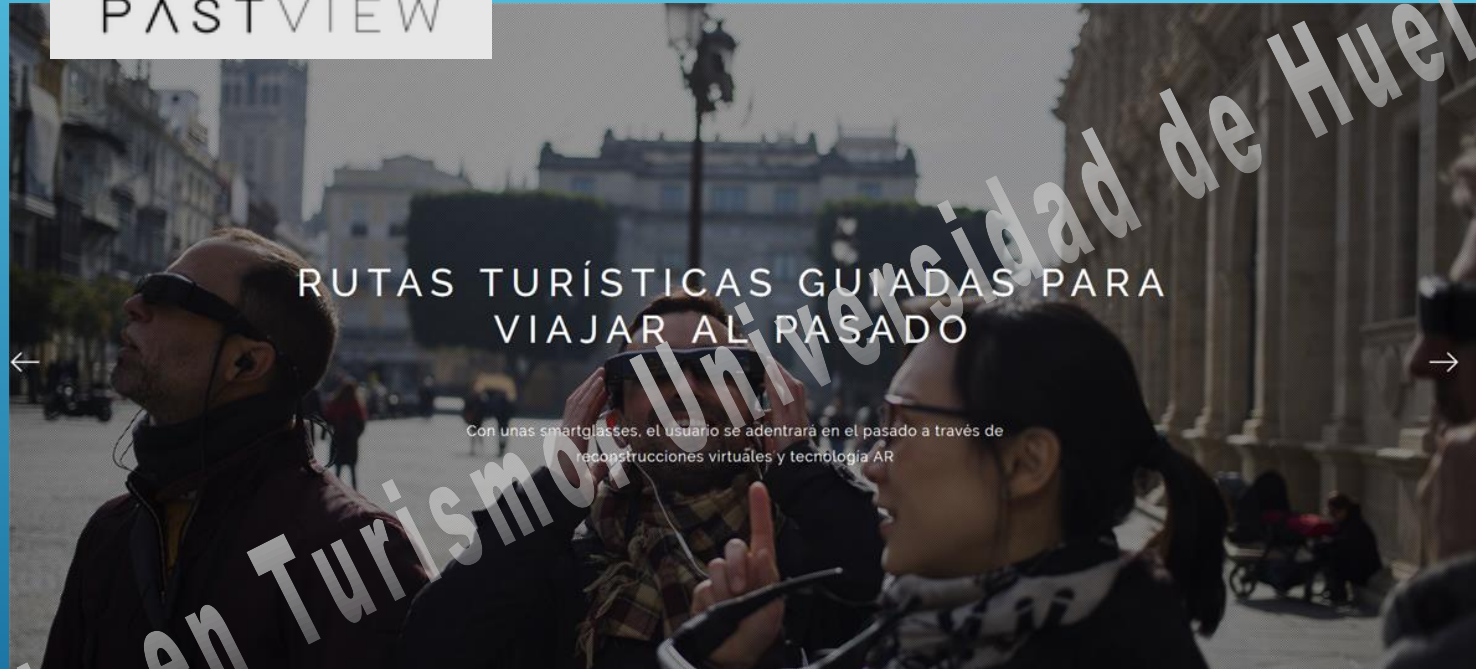 PASTVIEW
RUTAS TURÍSTICAS GUIADAS PARA
VIAJAR AL PASADO
Con unas smartglasses, el usuario se adentrará en el pasado a través de
reconstrucciones virtuales y tecnología AR
en Turismo. Universidad de Huel